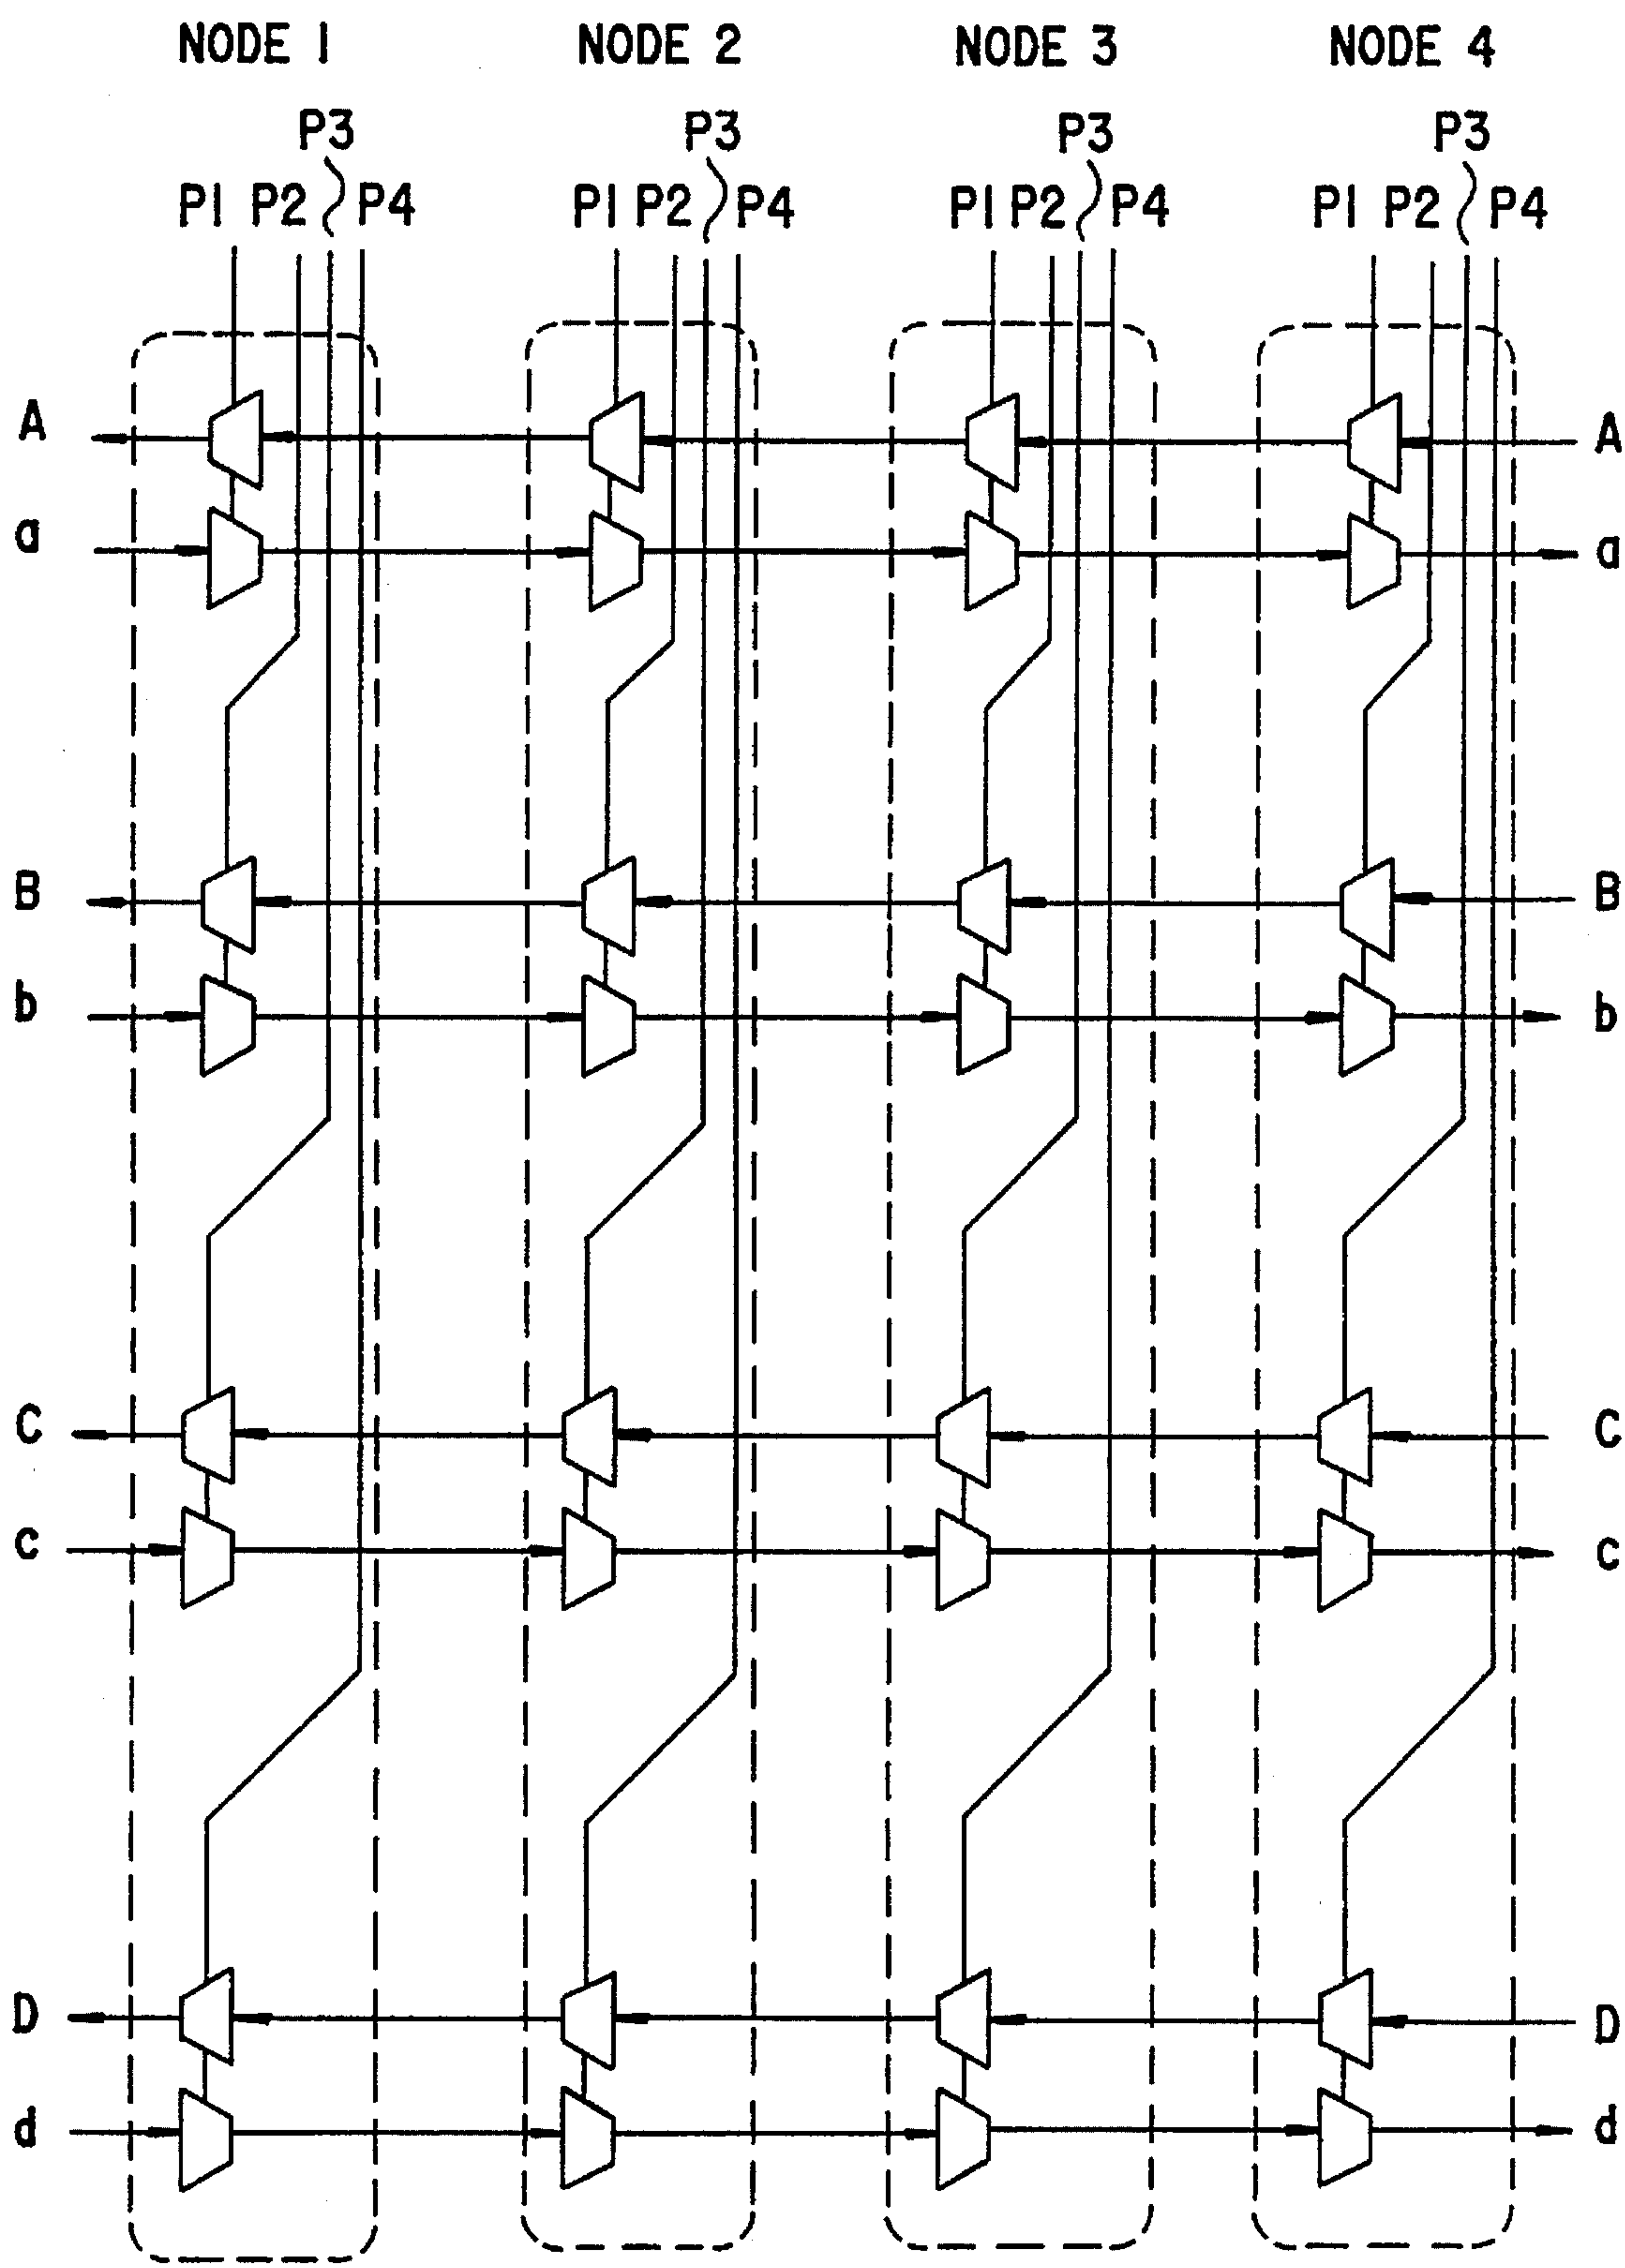 NODE 1 NODE 2 NODE 3 NODE 4
P3 P3 P3 P3
P1 P2 P4 P1 P2 P4 P1 P2 P4 P1 P2 P4
A A
a a
B B
b b
C C
c c
D D
d d